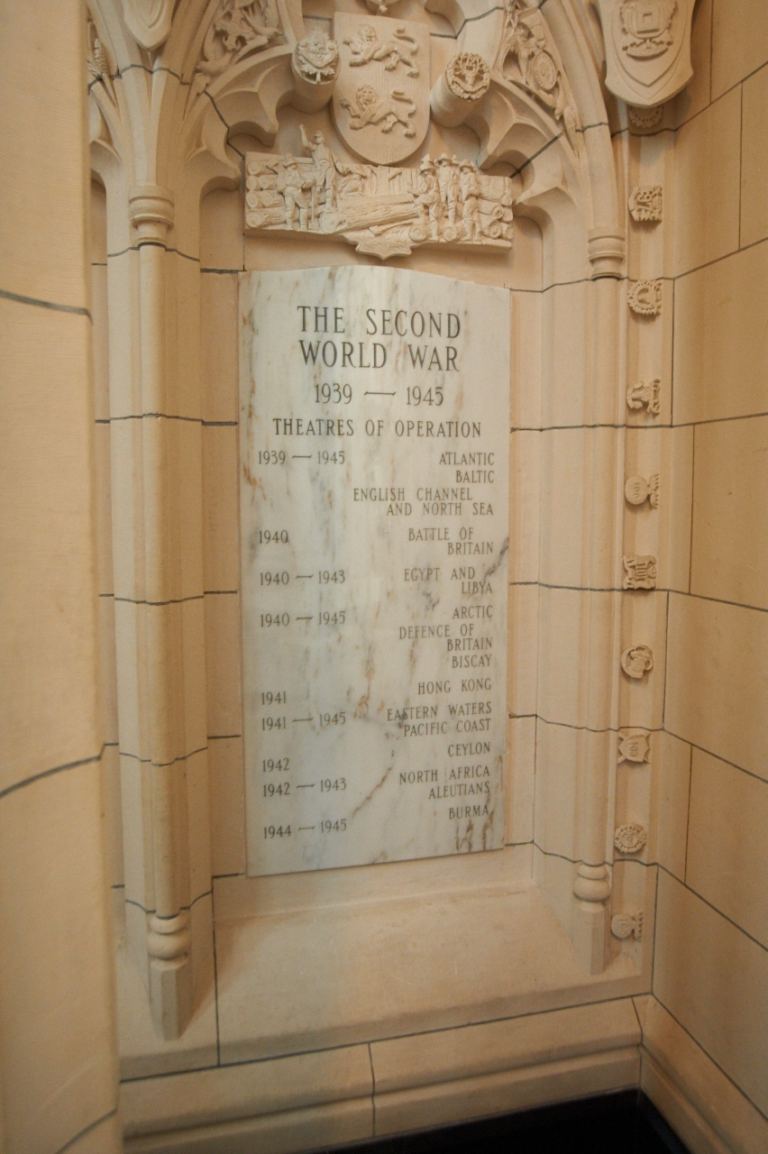 THE SECOND
WORLD WAR
1939 — 1945
THEATRES OF OPERATION
1939 — 1945 ATLANTIC
BALTIC
ENGLISH CHANNEL
AND NORTH SEA
1940 BATTLE OF
BRITAIN
1940 — 1943 EGYPT AND
LIBYA
1940 — 1945 ARCTIC
DEFENCE OF
BRITAIN
BISCAY
1941 HONG KONG
1941 — 1945 EASTERN WATERS
PACIFIC COAST
1942 CEYLON
1942 — 1943 NORTH AFRICA
ALEUTIANS
1944 — 1945 BURMA